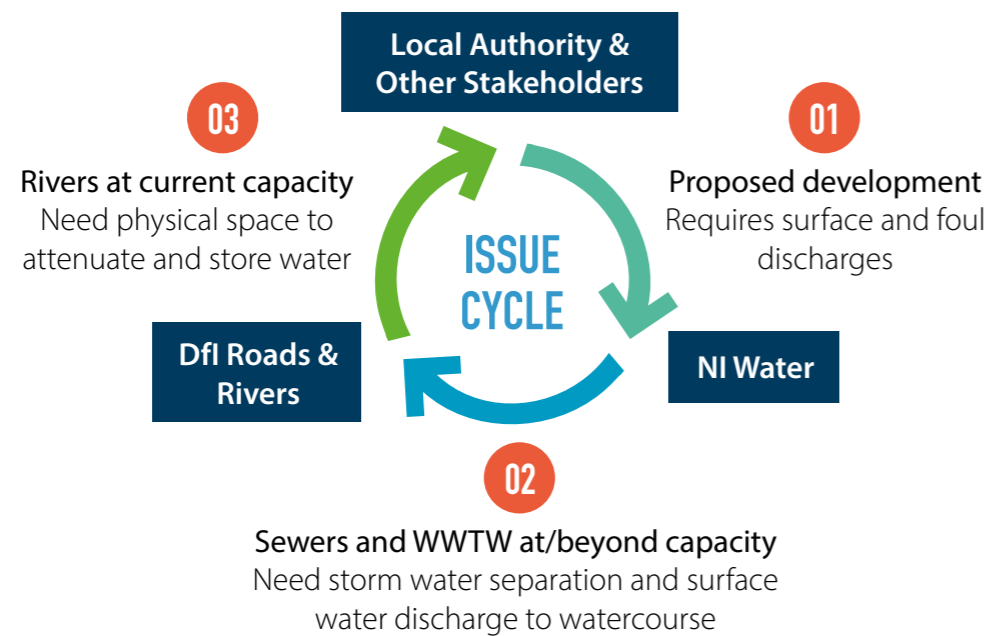 Local Authority &
Other Stakeholders
01
Proposed development
Requires surface and foul
discharges
NI Water
02
Sewers and WWTW at/beyond capacity
Need storm water separation and surface
water discharge to watercourse
DfI Roads &
Rivers
03
Rivers at current capacity
Need physical space to
attenuate and store water
ISSUE
CYCLE